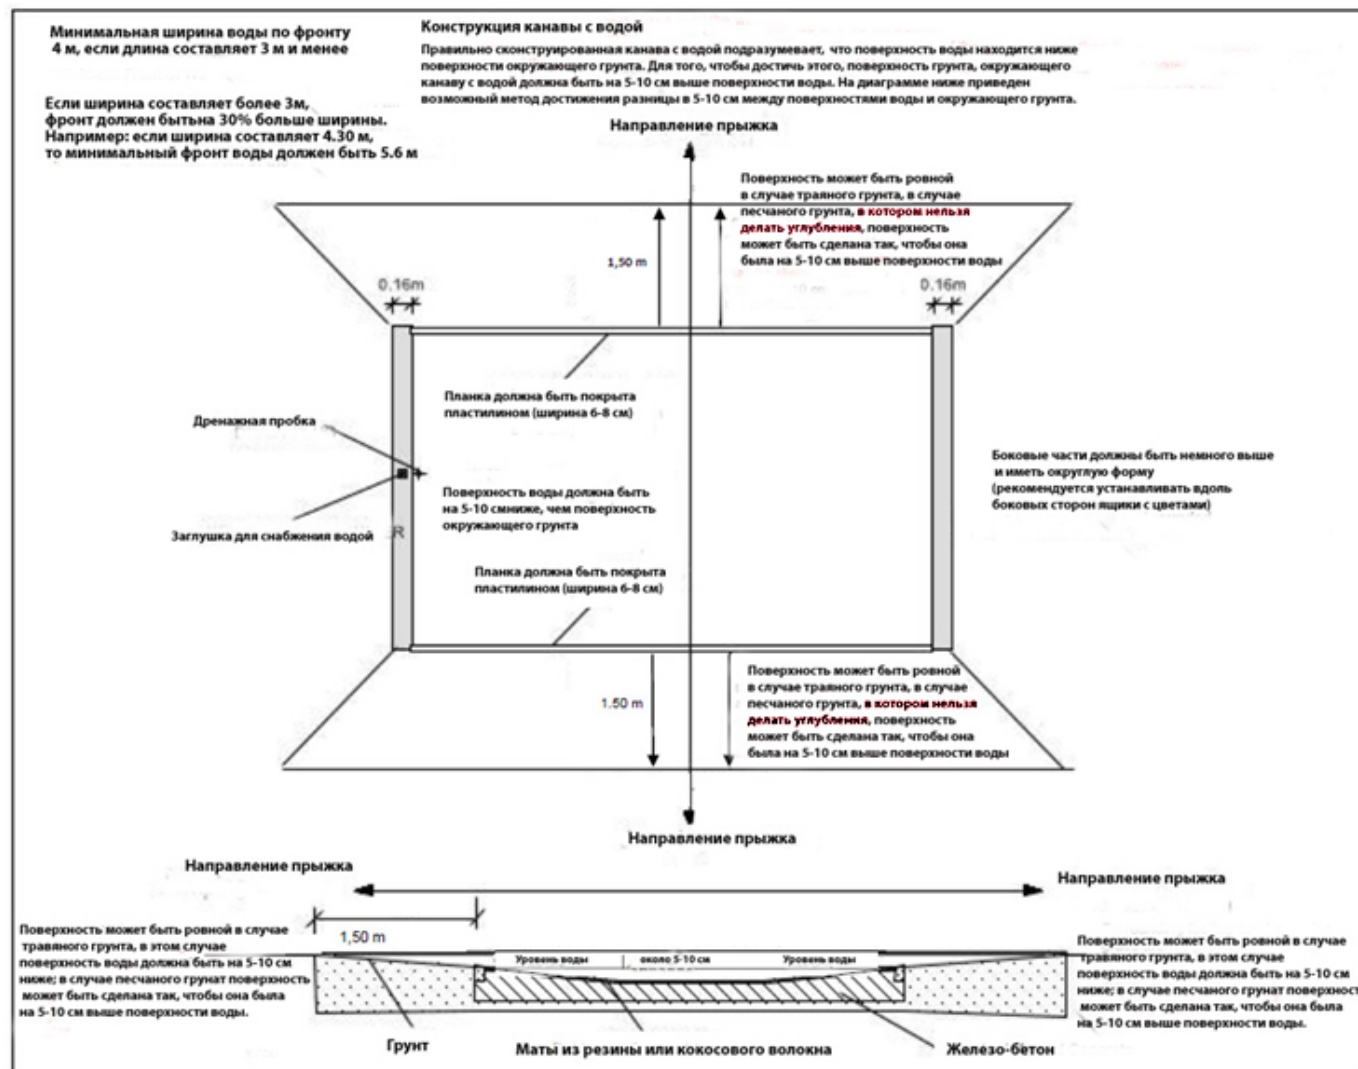 Минимальная ширина воды по фронту
4 м, если длина составляет 3 м и менее
Если ширина составляет более 3м,
фронт должен бытьна 30% больше ширины.
Например: если ширина составляет 4.30 м,
то минимальный фронт воды должен быть 5.6 м
Конструкция канавы с водой
Правильно сконструированная канава с водой подразумевает, что поверхность воды находится ниже
поверхности окружающего грунта. Для того, чтобы достичь этого, поверхность грунта, окружающего
канаву с водой должна быть на 5-10 см выше поверхности воды. На диаграмме ниже приведен
возможный метод достижения разницы в 5-10 см между поверхностями воды и окружающего грунта.
Направление прыжка
Поверхность может быть ровной
в случае траяного грунта, в случае
песчаного грунта, в котором нельзя
делать углубления, поверхность
может быть сделана так, чтобы она
была на 5-10 см выше поверхности воды
1,50 m
0.16m
0.16m
Планка должна быть покрыта
пластилином (ширина 6-8 см)
Дренажная пробка
Поверхность воды должна быть
на 5-10 смниже, чем поверхность
окружающего грунта
Заглушка для снабжения водой
R
Боковые части должны быть немного выше
и иметь округлую форму
(рекомендуется устанавливать вдоль
боковых сторон ящики с цветами)
Планка должна быть покрыта
пластилином (ширина 6-8 см)
1.50 m
Поверхность может быть ровной
в случае траяного грунта, в случае
песчаного грунта, в котором нельзя
делать углубления, поверхность
может быть сделана так, чтобы она
была на 5-10 см выше поверхности воды
Направление прыжка
Направление прыжка
Направление прыжка
Поверхность может быть ровной в случае
травяного грунта, в этом случае
поверхность воды должна быть на 5-10 см
ниже; в случае песчаного грунат поверхность
может быть сделана так, чтобы она была
на 5-10 см выше поверхности воды.
1,50 m
Уровень воды
около 5-10 см
Уровень воды
Поверхность может быть ровной в случае
травяного грунта, в этом случае
поверхность воды должна быть на 5-10 см
ниже; в случае песчаного грунат поверхност
может быть сделана так, чтобы она была
на 5-10 см выше поверхности воды.
Грунт
Маты из резины или кокосового волокна
Железо-бетон